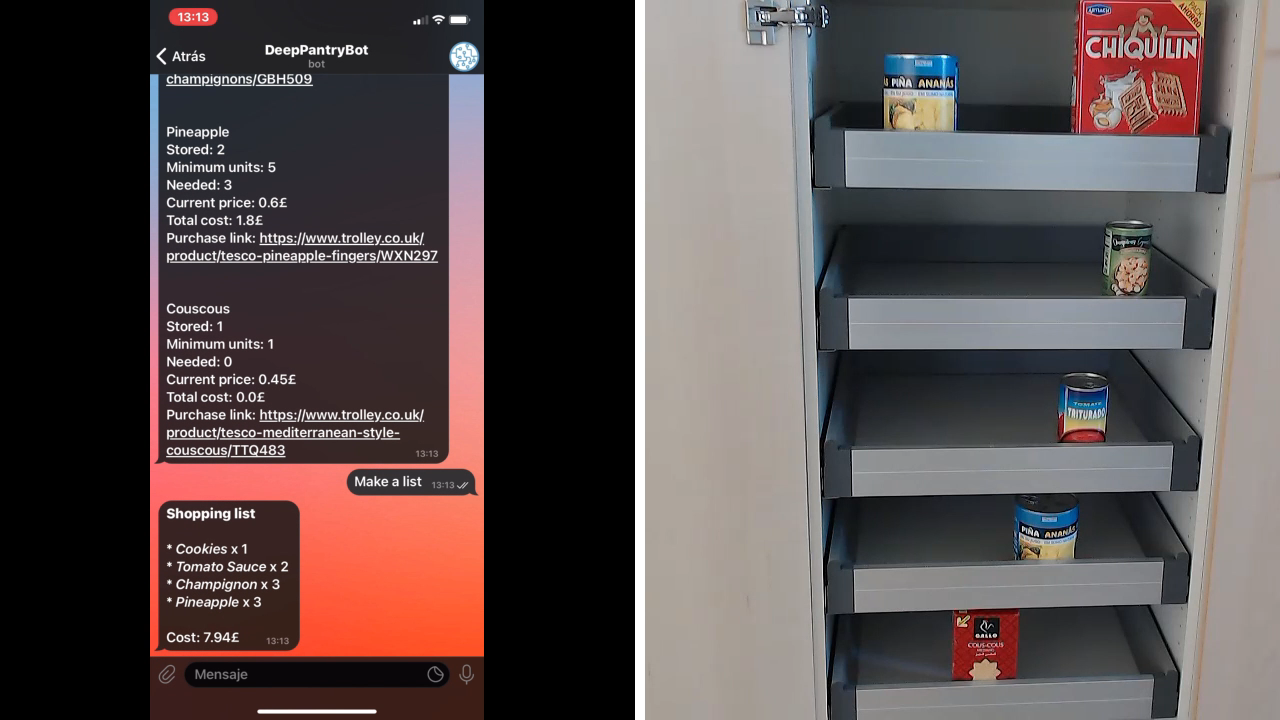 13:13
Atrás
DeepPantryBot
bot
champignons/GBH509
Pineapple
Stored: 2
Minimum units: 5
Needed: 3
Current price: 0.6£
Total cost: 1.8£
Purchase link: https://www.trolley.co.uk/
product/tesco-pineapple-fingers/WXN297
Couscous
Stored: 1
Minimum units: 1
Needed: 0
Current price: 0.45£
Total cost: 0.0£
Purchase link: https://www.trolley.co.uk/
product/tesco-mediterranean-style-
couscous/TTQ483
13:13
Make a list 13:13
Shopping list
* Cookies x 1
* Tomato Sauce x 2
* Champignon x 3
* Pineapple x 3
Cost: 7.94£ 13:13
Mensaje
ARTIACH
AHORRO
CHIQUILÍN
PIÑA ANANÁS
TOMATE
TRITURADO
PIÑA ANANÁS
GALLO
COUS-COUS